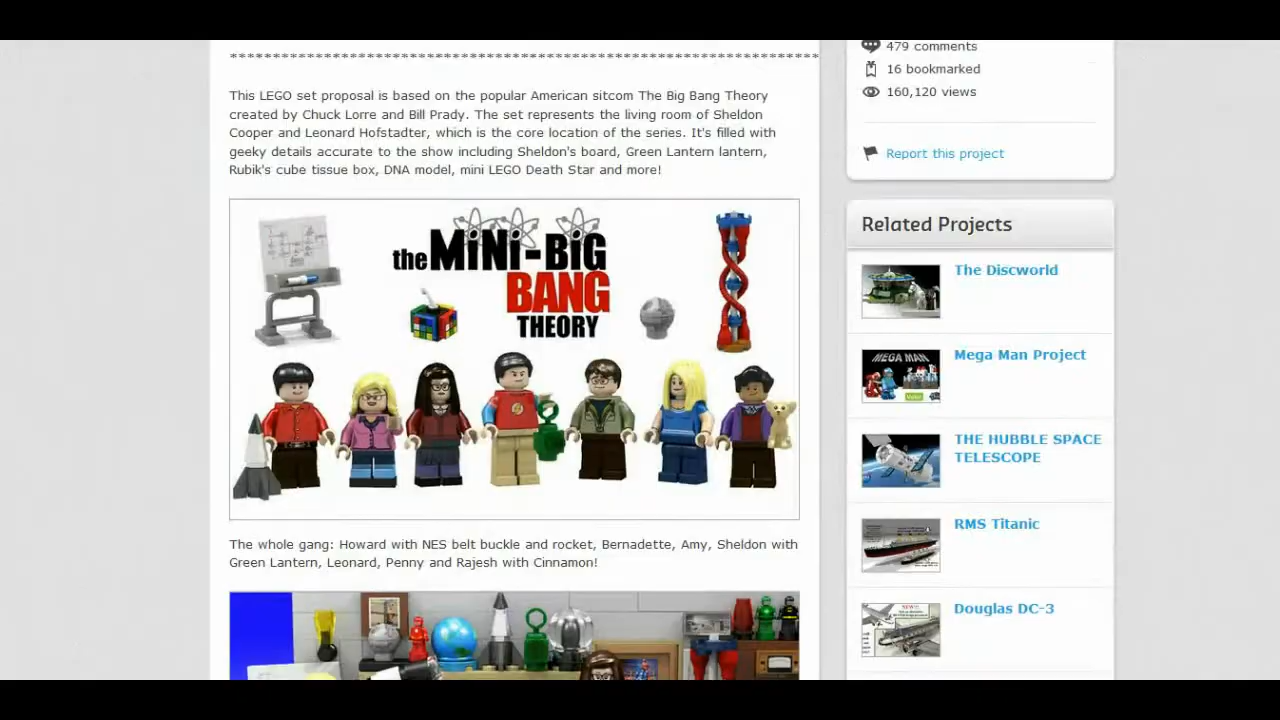 ******************************************************************
479 comments
16 bookmarked
160,120 views
Report this project
This LEGO set proposal is based on the popular American sitcom The Big Bang Theory
created by Chuck Lorre and Bill Prady. The set represents the living room of Sheldon
Cooper and Leonard Hofstadter, which is the core location of the series. It's filled with
geeky details accurate to the show including Sheldon's board, Green Lantern lantern,
Rubik's cube tissue box, DNA model, mini LEGO Death Star and more!
the MiNi-BiG
BANG
THEORY
The whole gang: Howard with NES belt buckle and rocket, Bernadette, Amy, Sheldon with
Green Lantern, Leonard, Penny and Rajesh with Cinnamon!
Related Projects
The Discworld
MEGA MAN
Mega Man Project
THE HUBBLE SPACE
TELESCOPE
RMS Titanic
Douglas DC-3